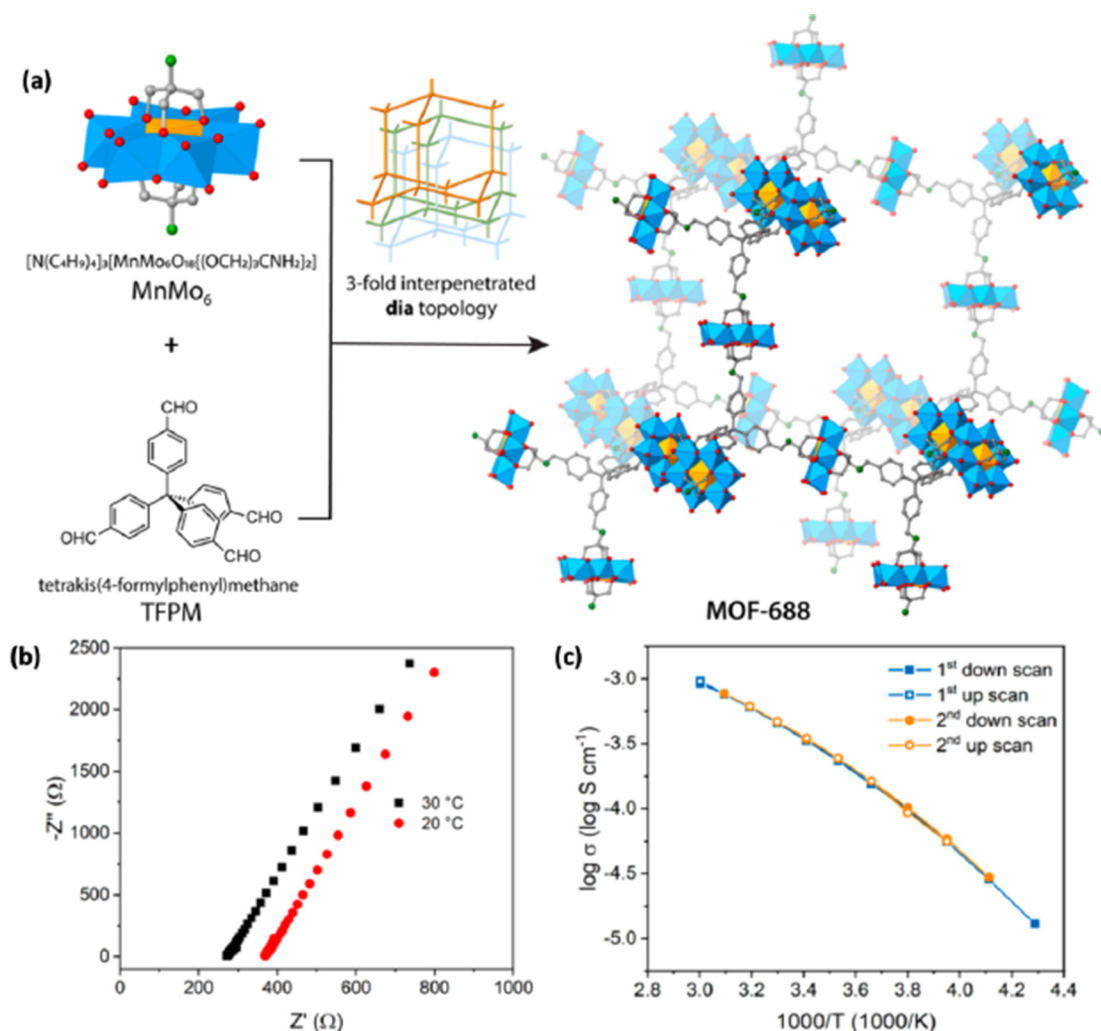 (a)
[N(C₄H₉)₄]₃[MnMo₆O₁₈{(OCH₂)₃CNH₂}₂]
MnMo₆
+
CHO
OHC
CHO
CHO
tetrakis(4-formylphenyl)methane
TFPM
3-fold interpenetrated
dia topology
MOF-688
(b)
2500
2000
1500
1000
500
0
-Z'' (Ω)
30 °C
20 °C
0 200 400 600 800 1000
Z' (Ω)
(c)
-3.0
-3.5
-4.0
-4.5
-5.0
log σ (log S cm⁻¹)
1st down scan
1st up scan
2nd down scan
2nd up scan
2.8 3.0 3.2 3.4 3.6 3.8 4.0 4.2 4.4
1000/T (1000/K)